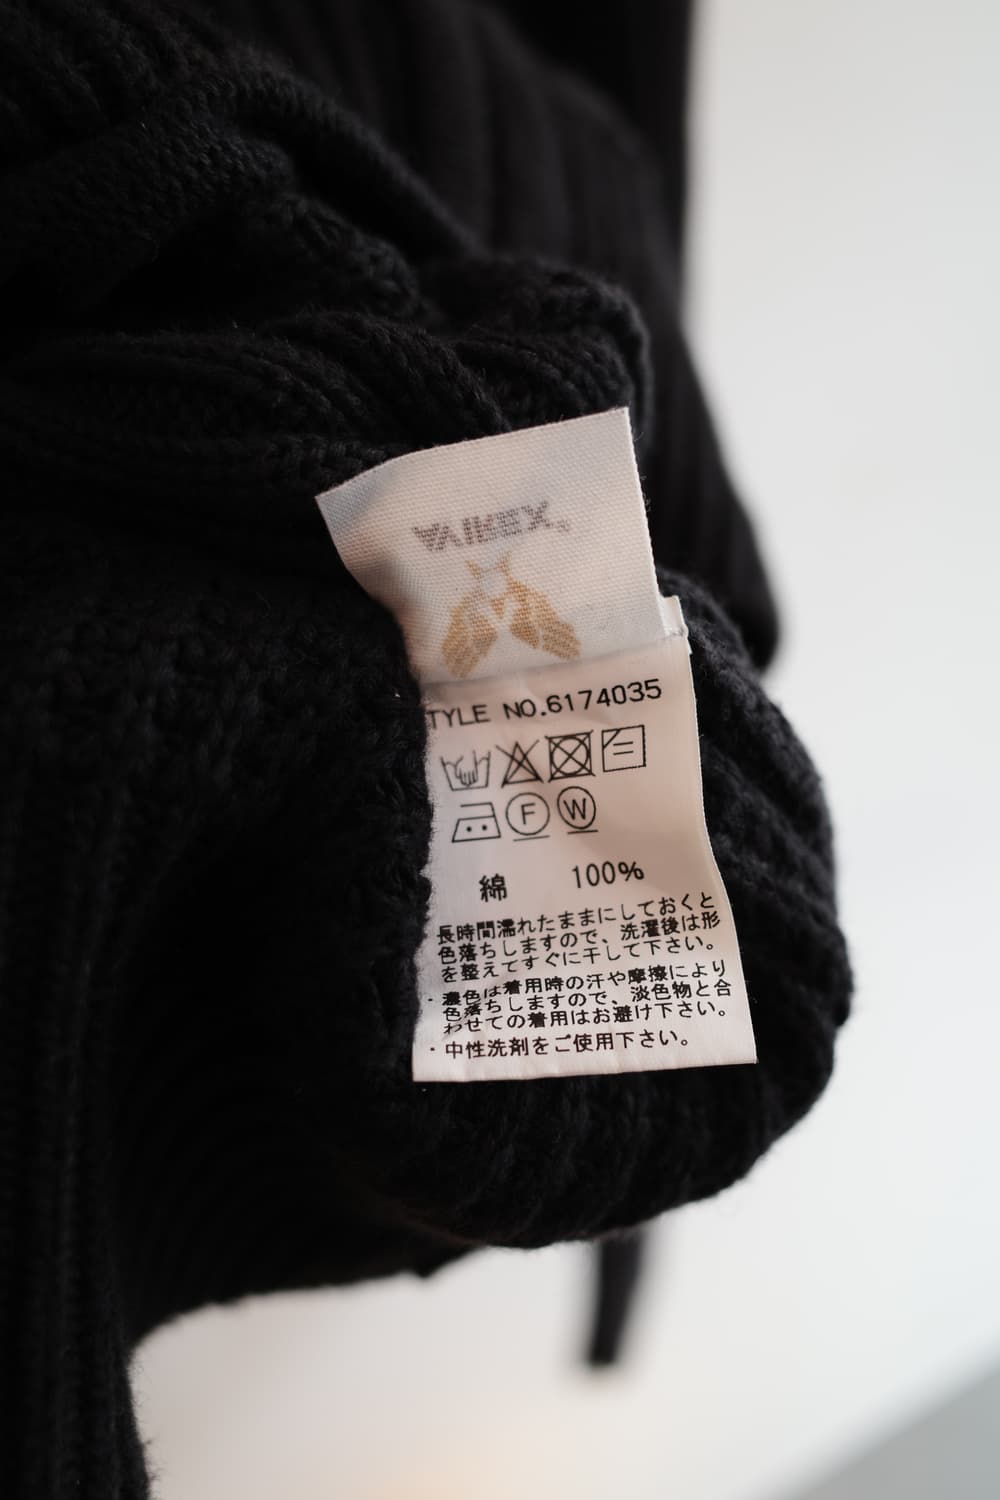 AVIREX
TYLE NO.6174035
F W
綿 100%
長時間濡れたままにしておくと
色落ちしますので、洗濯後は形
を整えてすぐに干して下さい。
・濃色は着用時の汗や摩擦により
色落ちしますので、淡色物と合
わせての着用はお避け下さい。
・中性洗剤をご使用下さい。